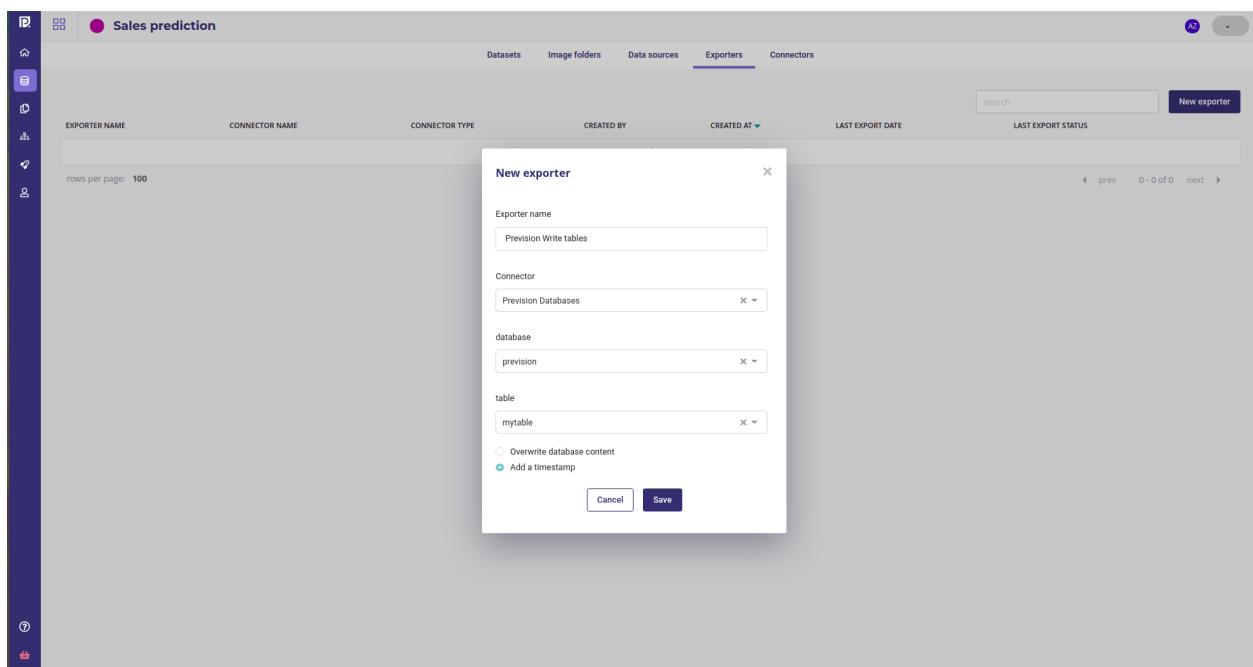 Sales prediction
AZ
Datasets Image folders Data sources Exporters Connectors
search
New exporter
EXPORTER NAME CONNECTOR NAME CONNECTOR TYPE CREATED BY CREATED AT LAST EXPORT DATE LAST EXPORT STATUS
rows per page: 100
prev 0 - 0 of 0 next
New exporter
Exporter name
Prevision Write tables
Connector
Prevision Databases
database
prevision
table
mytable
Overwrite database content
Add a timestamp
Cancel Save